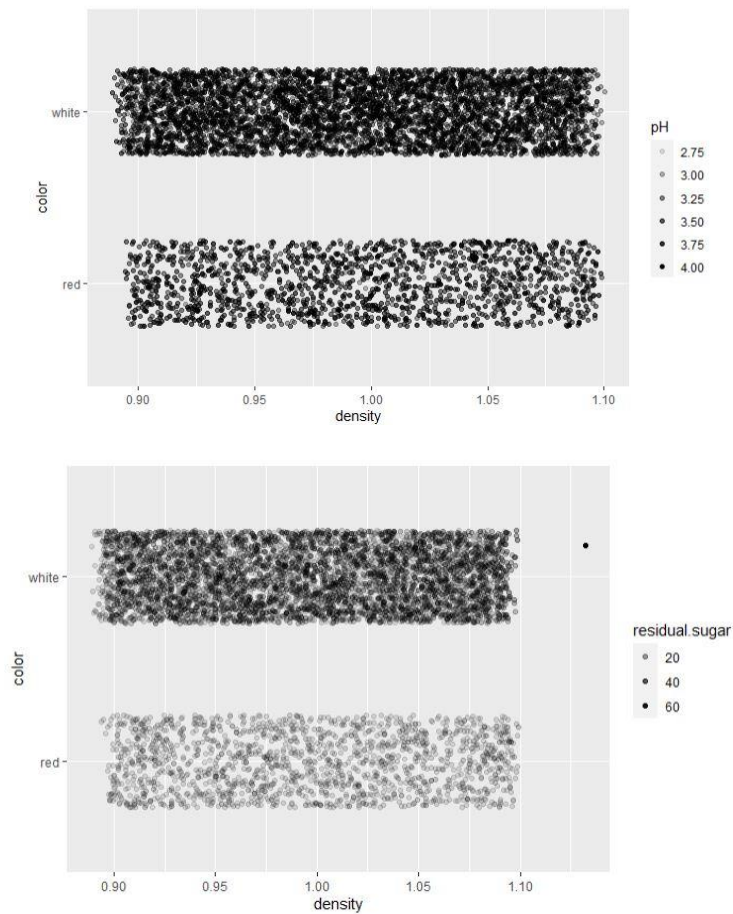 white
red
color
0.90 0.95 1.00 1.05 1.10
density
pH
2.75
3.00
3.25
3.50
3.75
4.00
white
red
color
0.90 0.95 1.00 1.05 1.10
density
residual.sugar
20
40
60